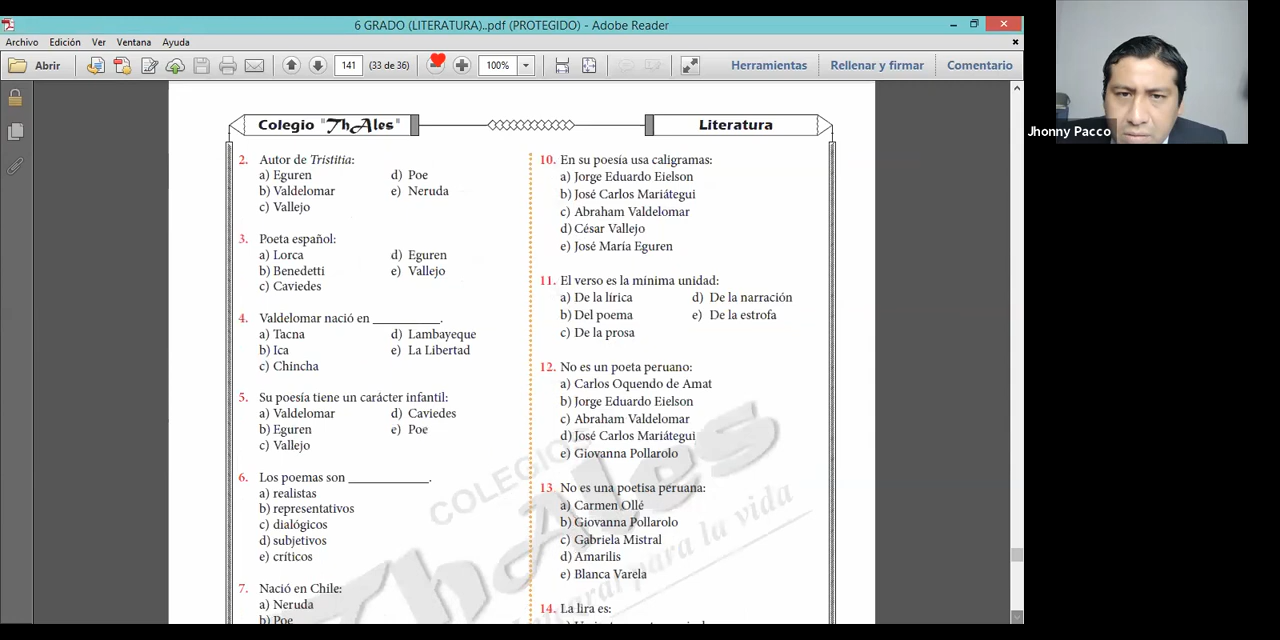 6 GRADO (LITERATURA)..pdf (PROTEGIDO) - Adobe Reader
Archivo Edición Ver Ventana Ayuda
Abrir 141 (33 de 36) 100% Herramientas Rellenar y firmar Comentario
Jhonny Pacco
Colegio "ThAles"
Literatura
2. Autor de Tristitia:
a) Eguren d) Poe
b) Valdelomar e) Neruda
c) Vallejo
3. Poeta español:
a) Lorca d) Eguren
b) Benedetti e) Vallejo
c) Caviedes
4. Valdelomar nació en __________.
a) Tacna d) Lambayeque
b) Ica e) La Libertad
c) Chincha
5. Su poesía tiene un carácter infantil:
a) Valdelomar d) Caviedes
b) Eguren e) Poe
c) Vallejo
6. Los poemas son ____________.
a) realistas
b) representativos
c) dialógicos
d) subjetivos
e) críticos
7. Nació en Chile:
a) Neruda
b) Poe
10. En su poesía usa caligramas:
a) Jorge Eduardo Eielson
b) José Carlos Mariátegui
c) Abraham Valdelomar
d) César Vallejo
e) José María Eguren
11. El verso es la mínima unidad:
a) De la lírica d) De la narración
b) Del poema e) De la estrofa
c) De la prosa
12. No es un poeta peruano:
a) Carlos Oquendo de Amat
b) Jorge Eduardo Eielson
c) Abraham Valdelomar
d) José Carlos Mariátegui
e) Giovanna Pollarolo
13 No es una poetisa peruana:
a) Carmen Ollé
b) Giovanna Pollarolo
c) Gabriela Mistral
d) Amarilis
e) Blanca Varela
14. La lira es:
COLEGIOS
ThAles
para la vida